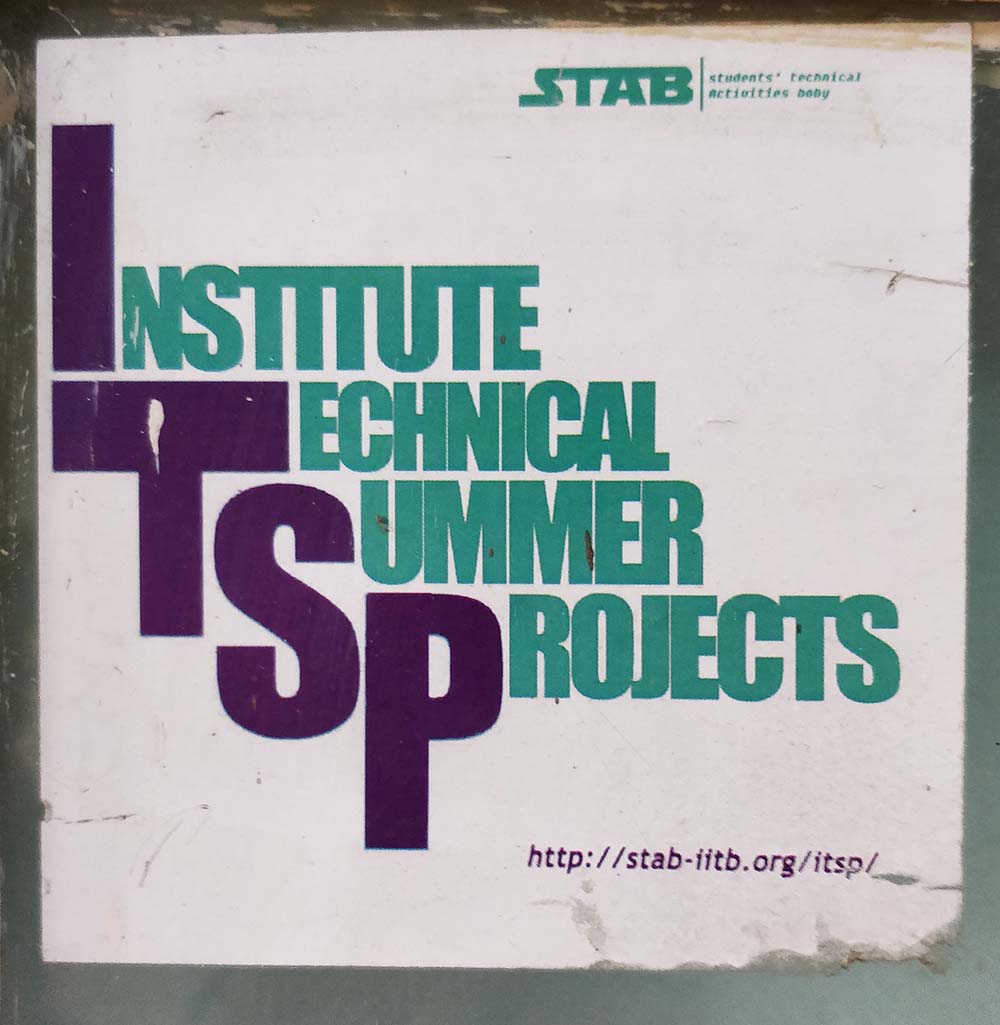 STAB
students' technical
Activities body
INSTITUTE
TECHNICAL
SUMMER
PROJECTS
http://stab-iitb.org/itsp/